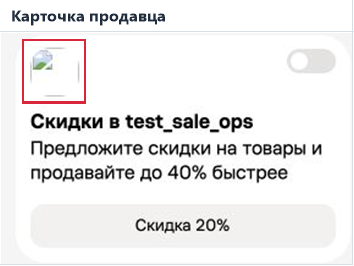 Карточка продавца
Скидки в test_sale_ops
Предложите скидки на товары и
продавайте до 40% быстрее
Скидка 20%